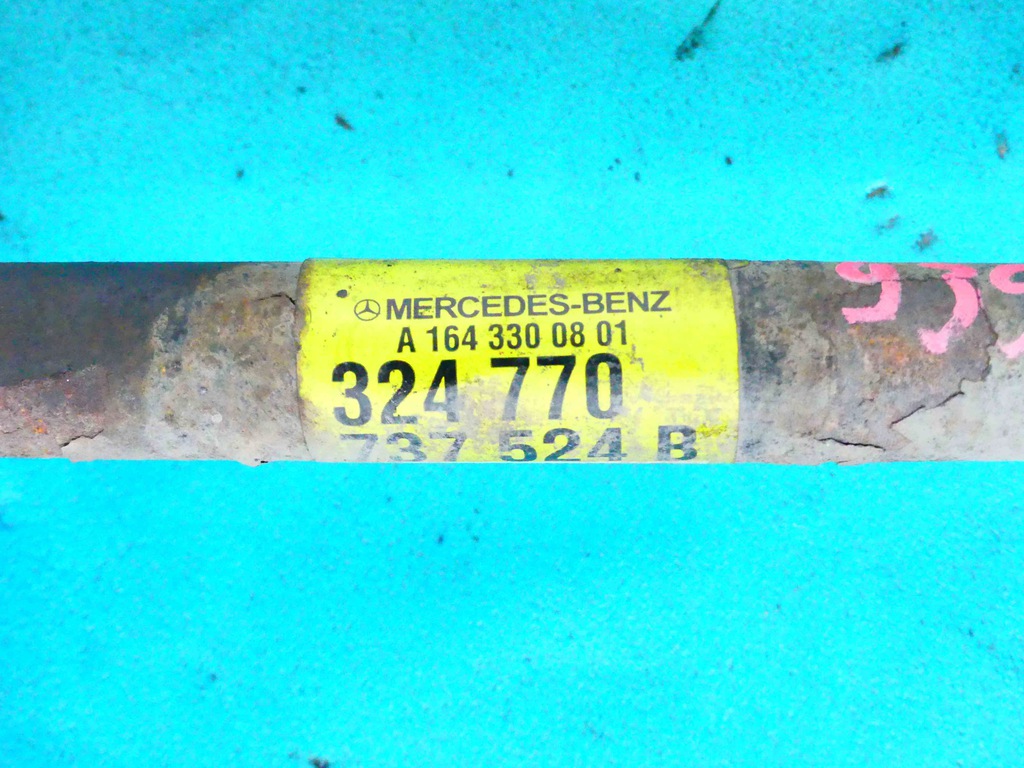 MERCEDES-BENZ
A 164 330 08 01
324 770
737 524 B